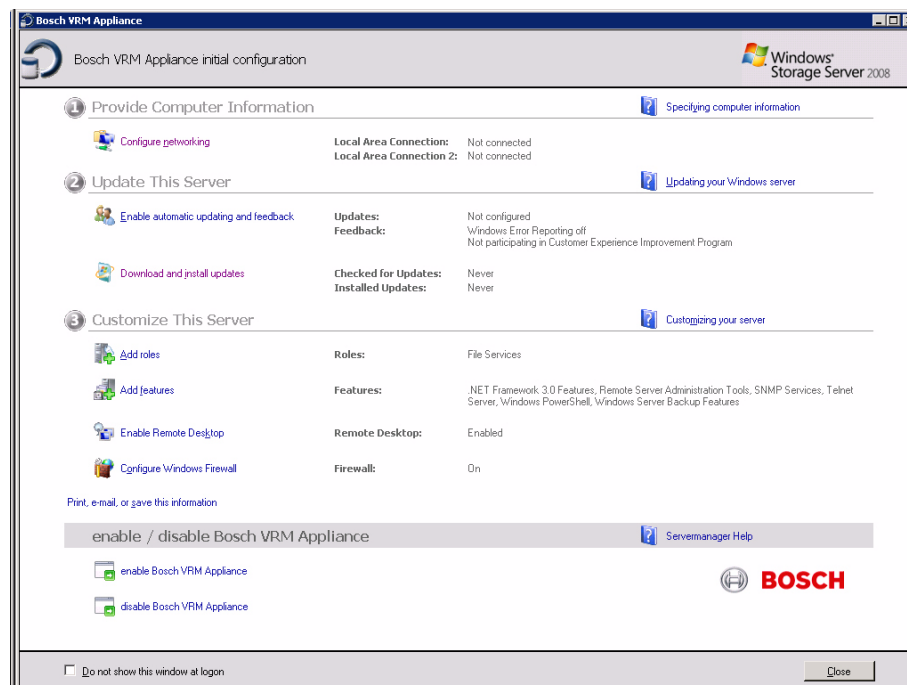 Bosch VRM Appliance
Bosch VRM Appliance initial configuration
Windows®
Storage Server 2008
1 Provide Computer Information
Specifying computer information
Configure networking
Local Area Connection: Not connected
Local Area Connection 2: Not connected
2 Update This Server
Updating your Windows server
Enable automatic updating and feedback
Updates: Not configured
Feedback: Windows Error Reporting off
Not participating in Customer Experience Improvement Program
Download and install updates
Checked for Updates: Never
Installed Updates: Never
3 Customize This Server
Customizing your server
Add roles
Roles: File Services
Add features
Features: .NET Framework 3.0 Features, Remote Server Administration Tools, SNMP Services, Telnet
Server, Windows PowerShell, Windows Server Backup Features
Enable Remote Desktop
Remote Desktop: Enabled
Configure Windows Firewall
Firewall: On
Print, e-mail, or save this information
enable / disable Bosch VRM Appliance
Servermanager Help
enable Bosch VRM Appliance
BOSCH
disable Bosch VRM Appliance
Do not show this window at logon
Close